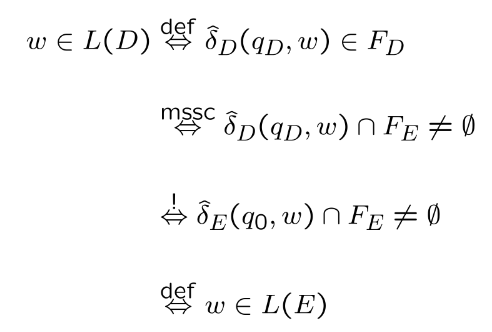 w ∈ L(D) def⇔ δ̂_D(q_D, w) ∈ F_D
mssc⇔ δ̂_D(q_D, w) ∩ F_E ≠ ∅
!⇔ δ̂_E(q_0, w) ∩ F_E ≠ ∅
def⇔ w ∈ L(E)